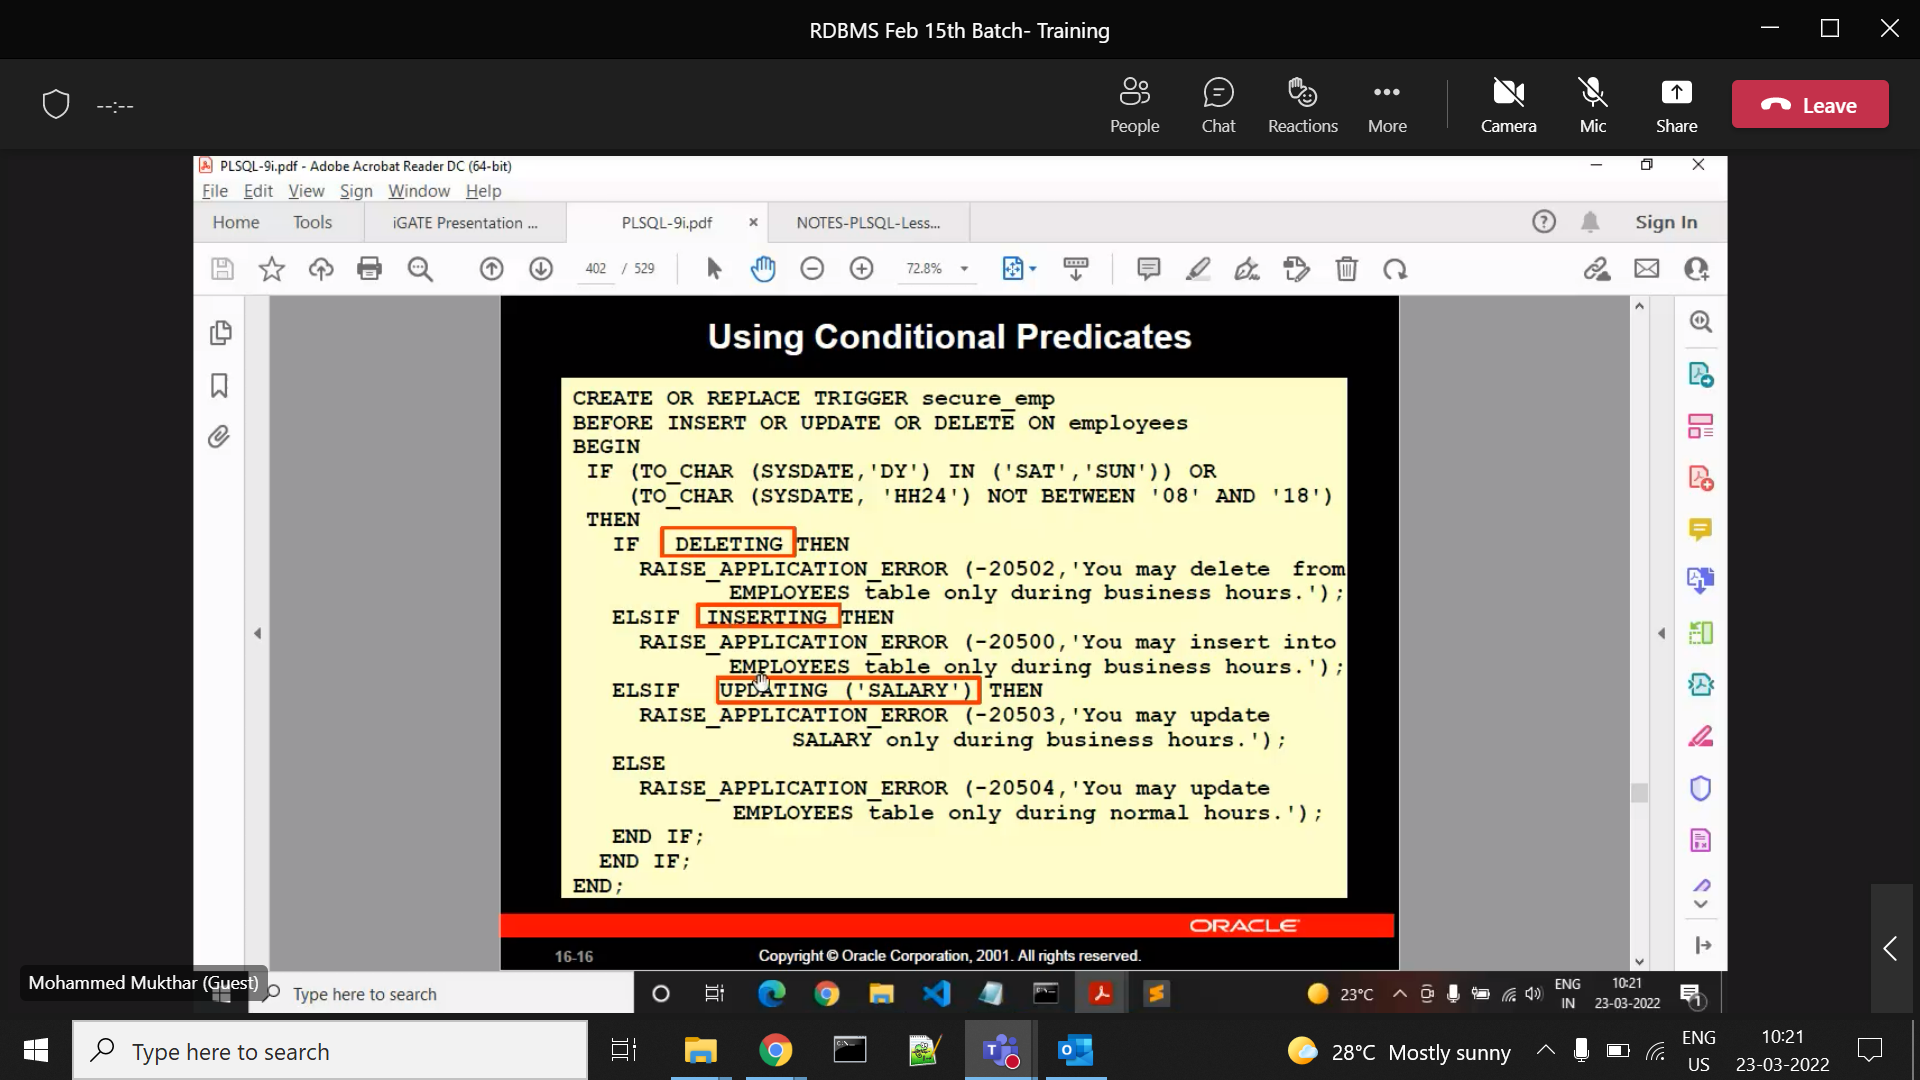 RDBMS Feb 15th Batch- Training
--:--
People
Chat
Reactions
More
Camera
Mic
Share
Leave
PLSQL-9i.pdf - Adobe Acrobat Reader DC (64-bit)
File Edit View Sign Window Help
Home Tools iGATE Presentation ... PLSQL-9i.pdf × NOTES-PLSQL-Less... Sign In
402 / 529 72.8%
Using Conditional Predicates
CREATE OR REPLACE TRIGGER secure_emp
BEFORE INSERT OR UPDATE OR DELETE ON employees
BEGIN
IF (TO_CHAR (SYSDATE,'DY') IN ('SAT','SUN')) OR
(TO_CHAR (SYSDATE, 'HH24') NOT BETWEEN '08' AND '18')
THEN
IF DELETING THEN
RAISE_APPLICATION_ERROR (-20502,'You may delete from
EMPLOYEES table only during business hours.');
ELSIF INSERTING THEN
RAISE_APPLICATION_ERROR (-20500,'You may insert into
EMPLOYEES table only during business hours.');
ELSIF UPDATING ('SALARY') THEN
RAISE_APPLICATION_ERROR (-20503,'You may update
SALARY only during business hours.');
ELSE
RAISE_APPLICATION_ERROR (-20504,'You may update
EMPLOYEES table only during normal hours.');
END IF;
END IF;
END;
ORACLE
16-16 Copyright © Oracle Corporation, 2001. All rights reserved.
Mohammed Mukthar (Guest)
Type here to search
23°C ENG IN 10:21 23-03-2022 1
Type here to search
28°C Mostly sunny ENG US 10:21 23-03-2022